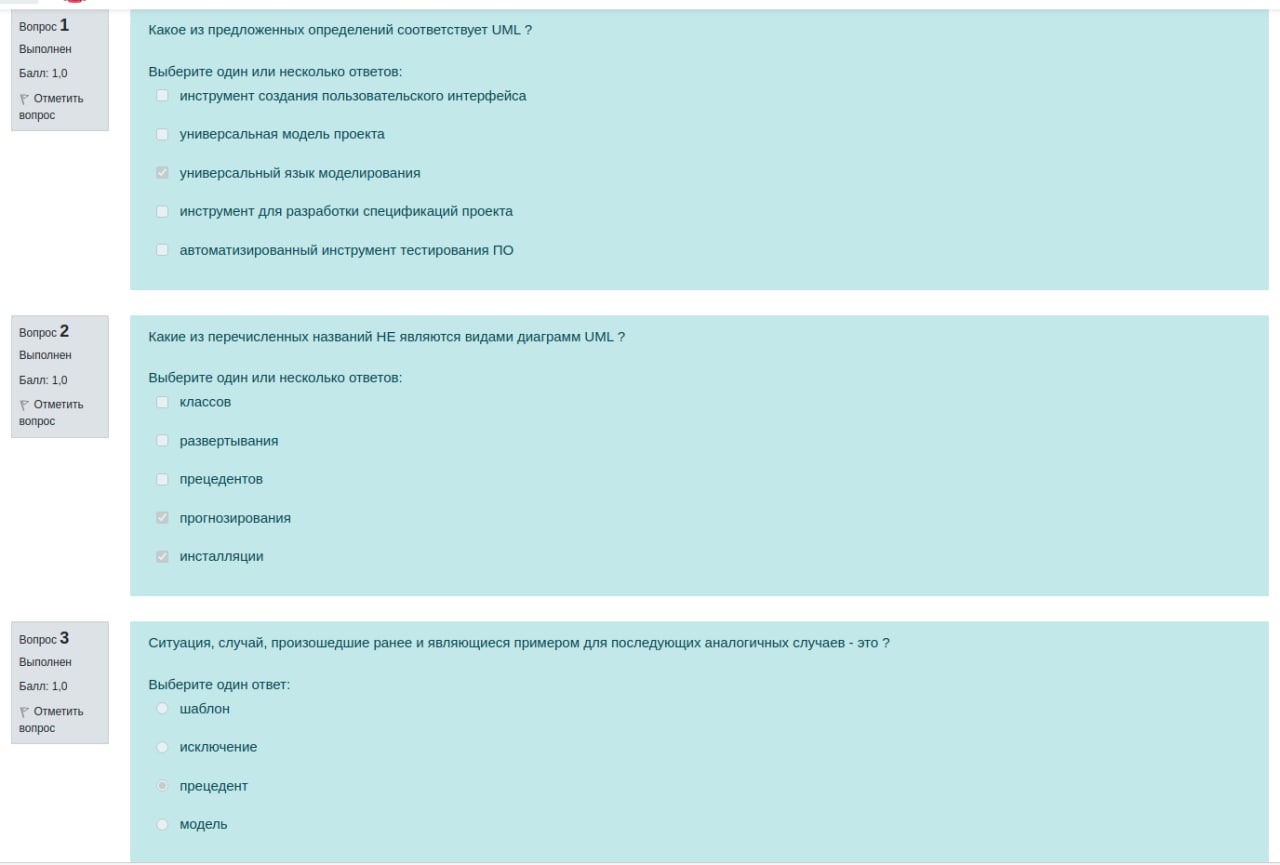 Вопрос 1
Выполнен
Балл: 1,0
Отметить
вопрос
Какое из предложенных определений соответствует UML ?
Выберите один или несколько ответов:
инструмент создания пользовательского интерфейса
универсальная модель проекта
универсальный язык моделирования
инструмент для разработки спецификаций проекта
автоматизированный инструмент тестирования ПО
Вопрос 2
Выполнен
Балл: 1,0
Отметить
вопрос
Какие из перечисленных названий НЕ являются видами диаграмм UML ?
Выберите один или несколько ответов:
классов
развертывания
прецедентов
прогнозирования
инсталляции
Вопрос 3
Выполнен
Балл: 1,0
Отметить
вопрос
Ситуация, случай, произошедшие ранее и являющиеся примером для последующих аналогичных случаев - это ?
Выберите один ответ:
шаблон
исключение
прецедент
модель